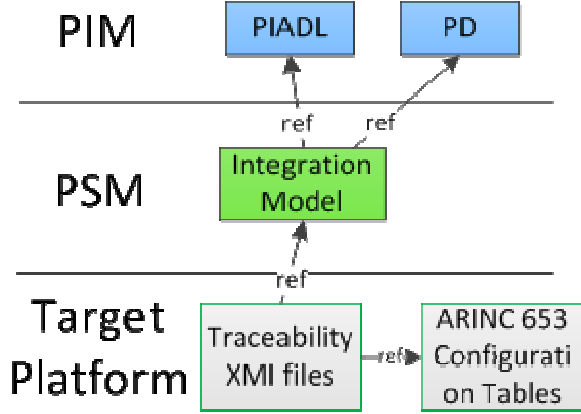 PIM
PIADL
PD
ref
ref
PSM
Integration
Model
ref
Target
Platform
Traceability
XMI files
ref
ARINC 653
Configurati
on Tables